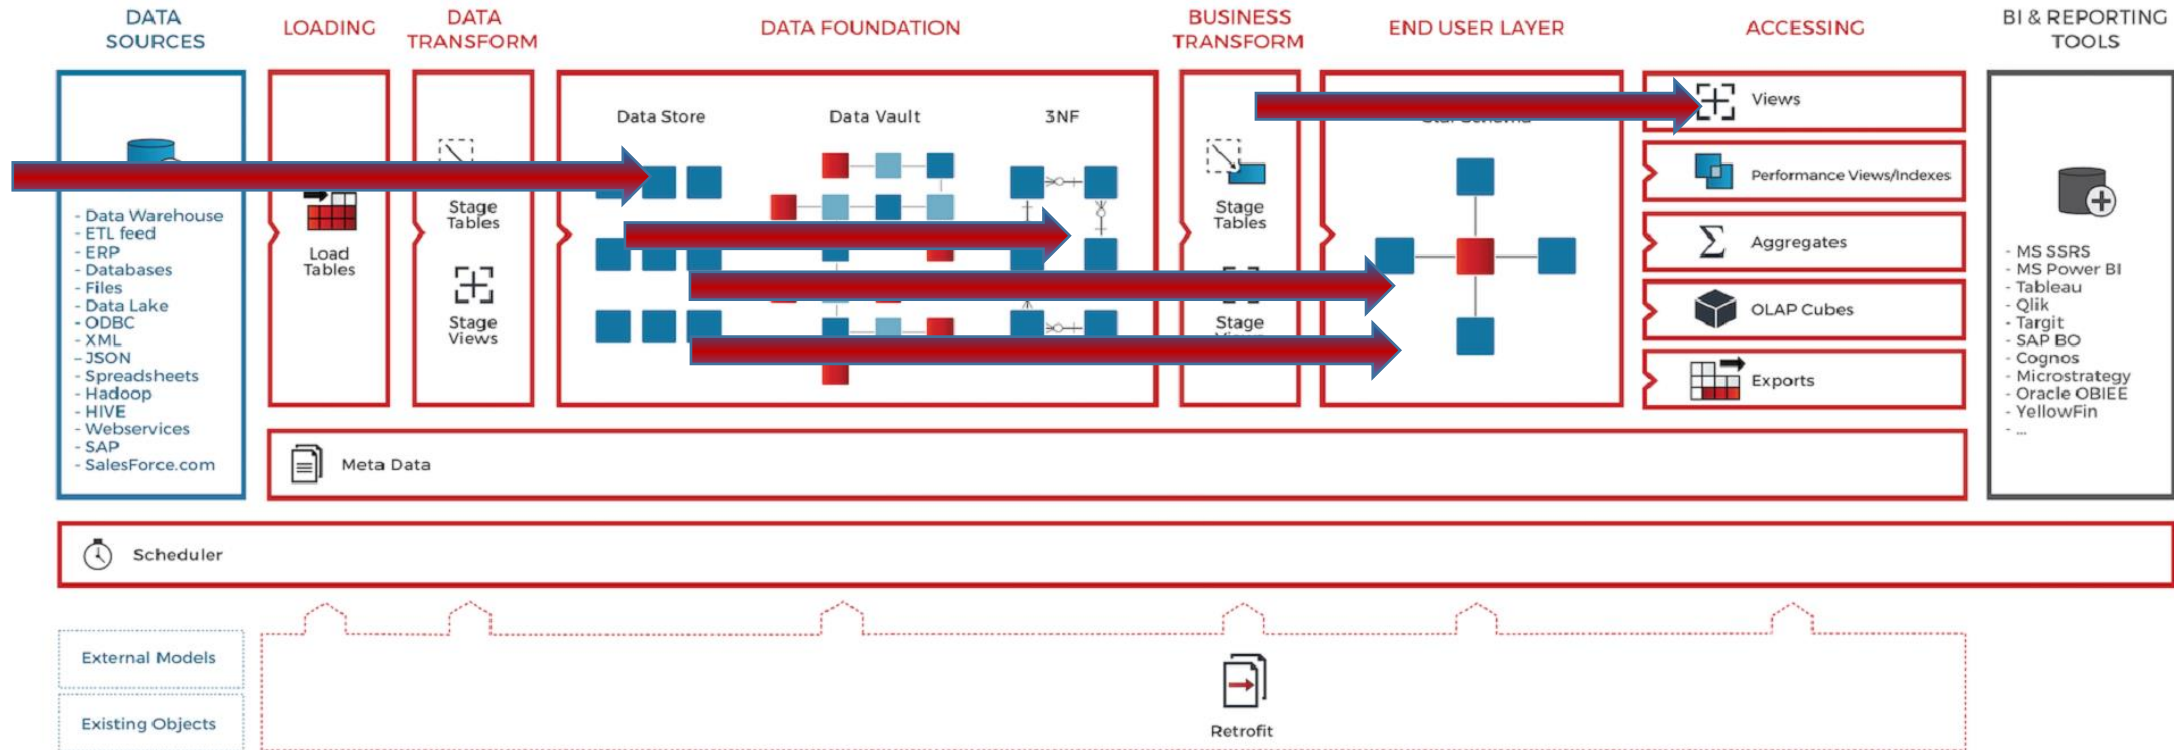 DATA
SOURCES
LOADING
DATA
TRANSFORM
DATA FOUNDATION
BUSINESS
TRANSFORM
END USER LAYER
ACCESSING
BI & REPORTING
TOOLS
- Data Warehouse
- ETL feed
- ERP
- Databases
- Files
- Data Lake
- ODBC
- XML
- JSON
- Spreadsheets
- Hadoop
- HIVE
- Webservices
- SAP
- SalesForce.com
Load
Tables
Stage
Tables
Stage
Views
Data Store
Data Vault
3NF
Stage
Tables
Stage
Views
Performance Views/Indexes
Aggregates
OLAP Cubes
Exports
- MS SSRS
- MS Power BI
- Tableau
- Qlik
- Targit
- SAP BO
- Cognos
- Microstrategy
- Oracle OBIEE
- YellowFin
- ...
Meta Data
Scheduler
External Models
Existing Objects
Retrofit